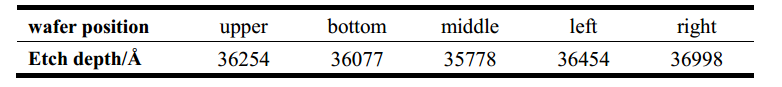 wafer position upper bottom middle left right
Etch depth/Å 36254 36077 35778 36454 36998